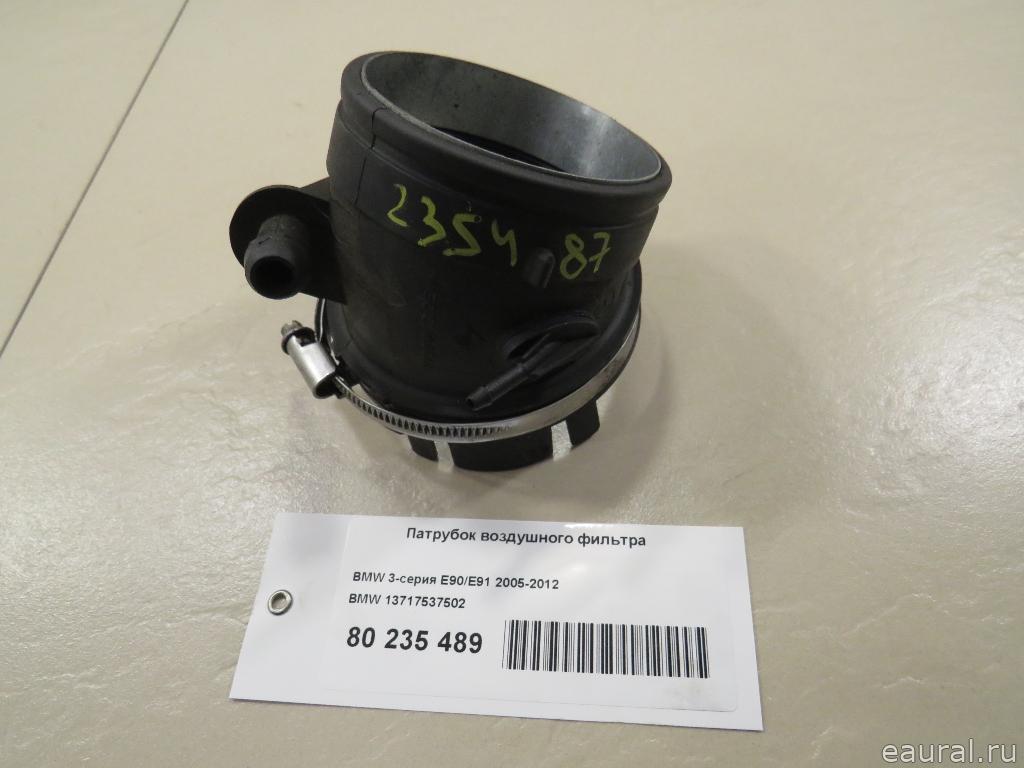 2354 87
Патрубок воздушного фильтра
BMW 3-серия E90/E91 2005-2012
BMW 13717537502
80 235 489
eaural.ru